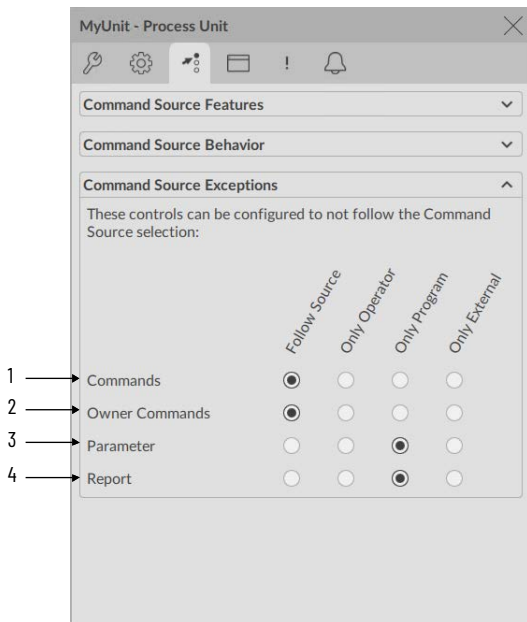 MyUnit - Process Unit
!
Command Source Features
Command Source Behavior
Command Source Exceptions
These controls can be configured to not follow the Command
Source selection:
Follow Source
Only Operator
Only Program
Only External
1 Commands
2 Owner Commands
3 Parameter
4 Report